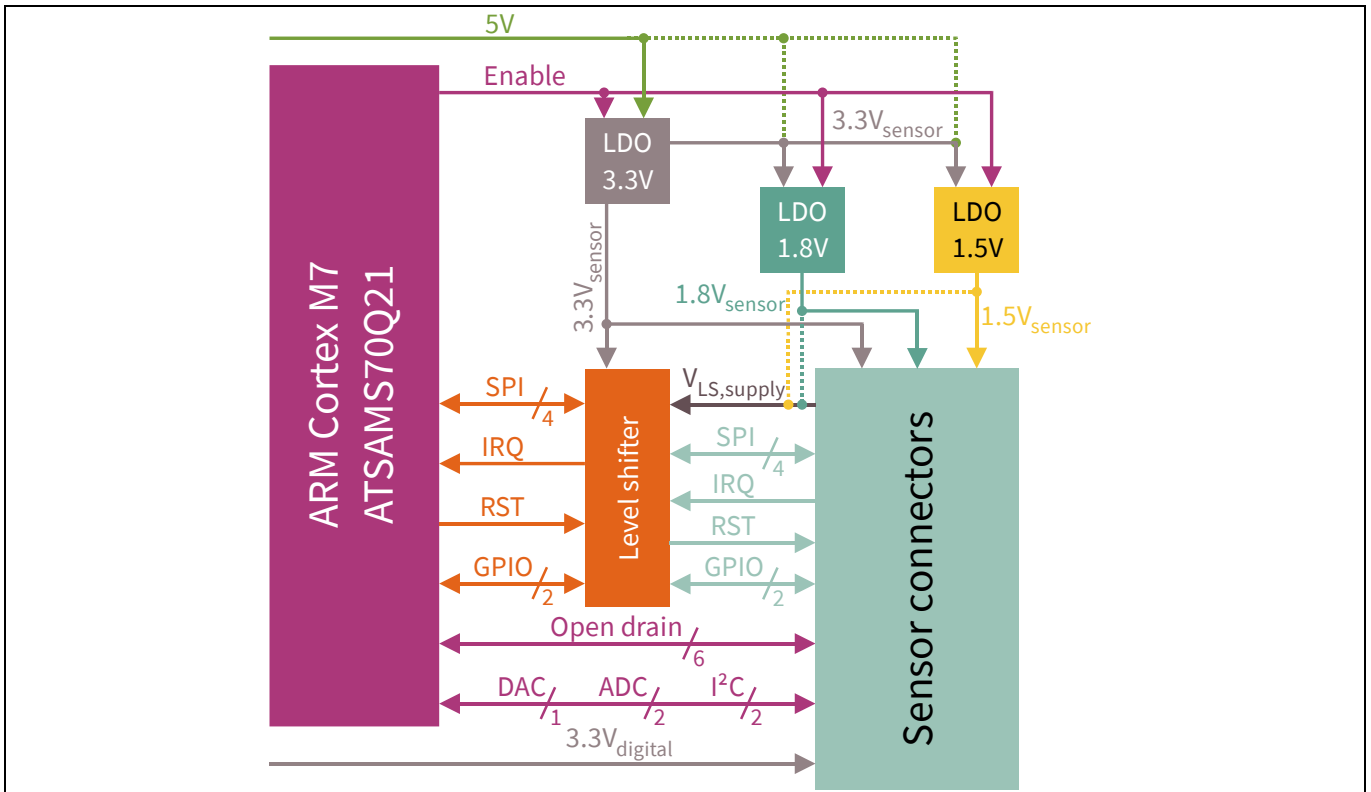 5V
Enable
3.3Vsensor
LDO
3.3V
LDO
1.8V
LDO
1.5V
3.3Vsensor
1.8Vsensor
1.5Vsensor
ARM Cortex M7
ATSAMS70Q21
VLS,supply
SPI
4
IRQ
RST
GPIO
2
Level shifter
SPI
4
IRQ
RST
GPIO
2
Sensor connectors
Open drain
6
DAC
1
ADC
2
I²C
2
3.3Vdigital